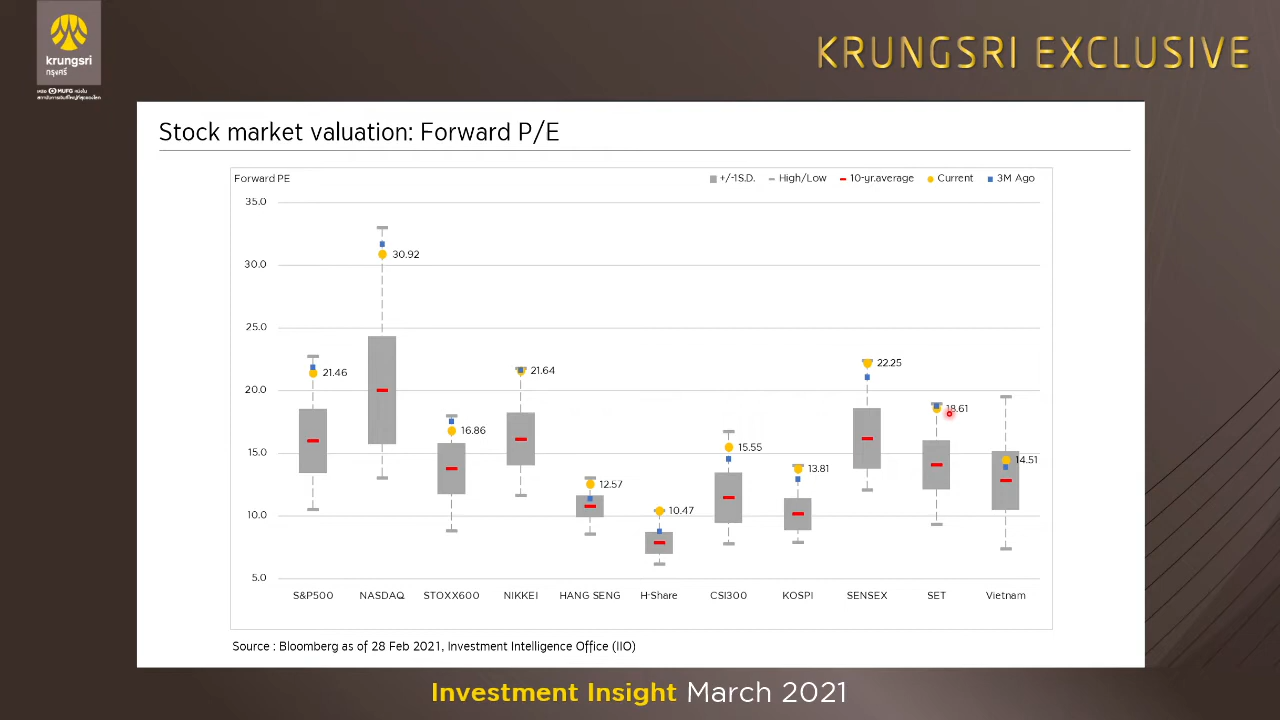 krungsri
กรุงศรี
KRUNGSRI EXCLUSIVE
Stock market valuation: Forward P/E
Forward PE
+/-1S.D. High/Low 10-yr.average Current 3M Ago
35.0
30.0
25.0
20.0
15.0
10.0
5.0
21.46
30.92
16.86
21.64
12.57
10.47
15.55
13.81
22.25
18.61
14.51
S&P500 NASDAQ STOXX600 NIKKEI HANG SENG H-Share CSI300 KOSPI SENSEX SET Vietnam
Source : Bloomberg as of 28 Feb 2021, Investment Intelligence Office (IIO)
Investment Insight March 2021